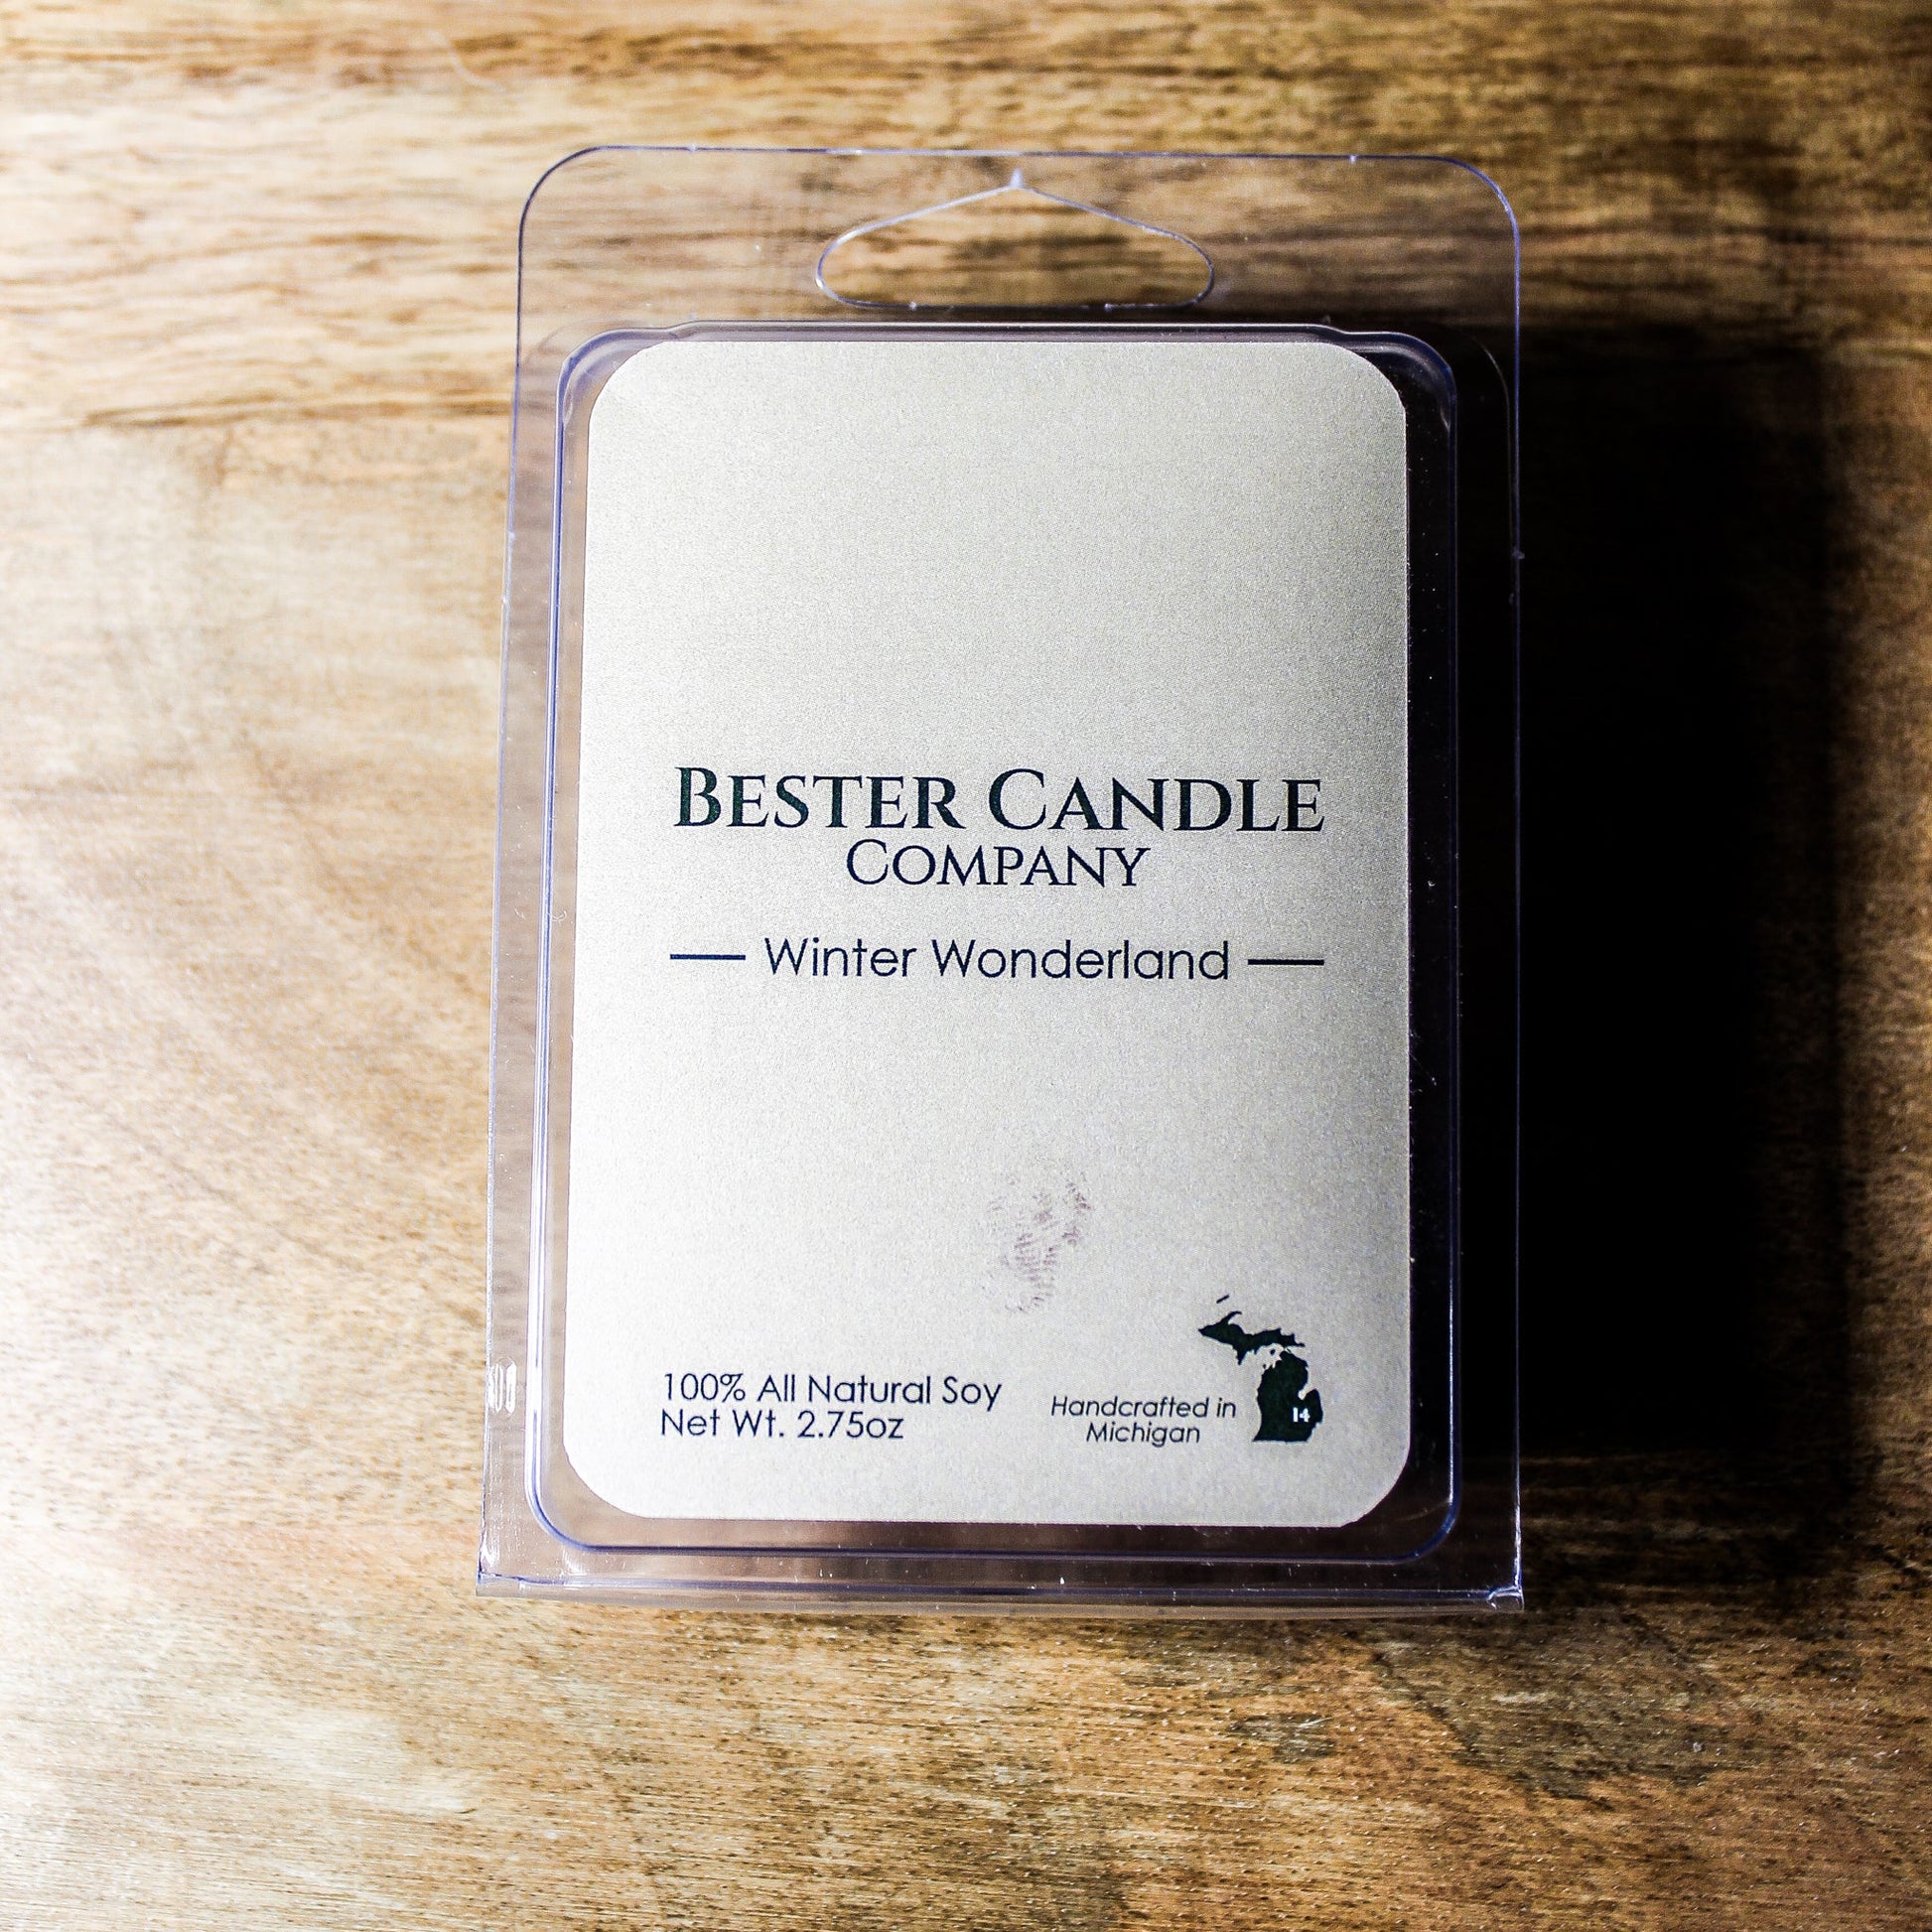 BESTER CANDLE
COMPANY
— Winter Wonderland —
100% All Natural Soy
Net Wt. 2.75oz
Handcrafted in
Michigan
14